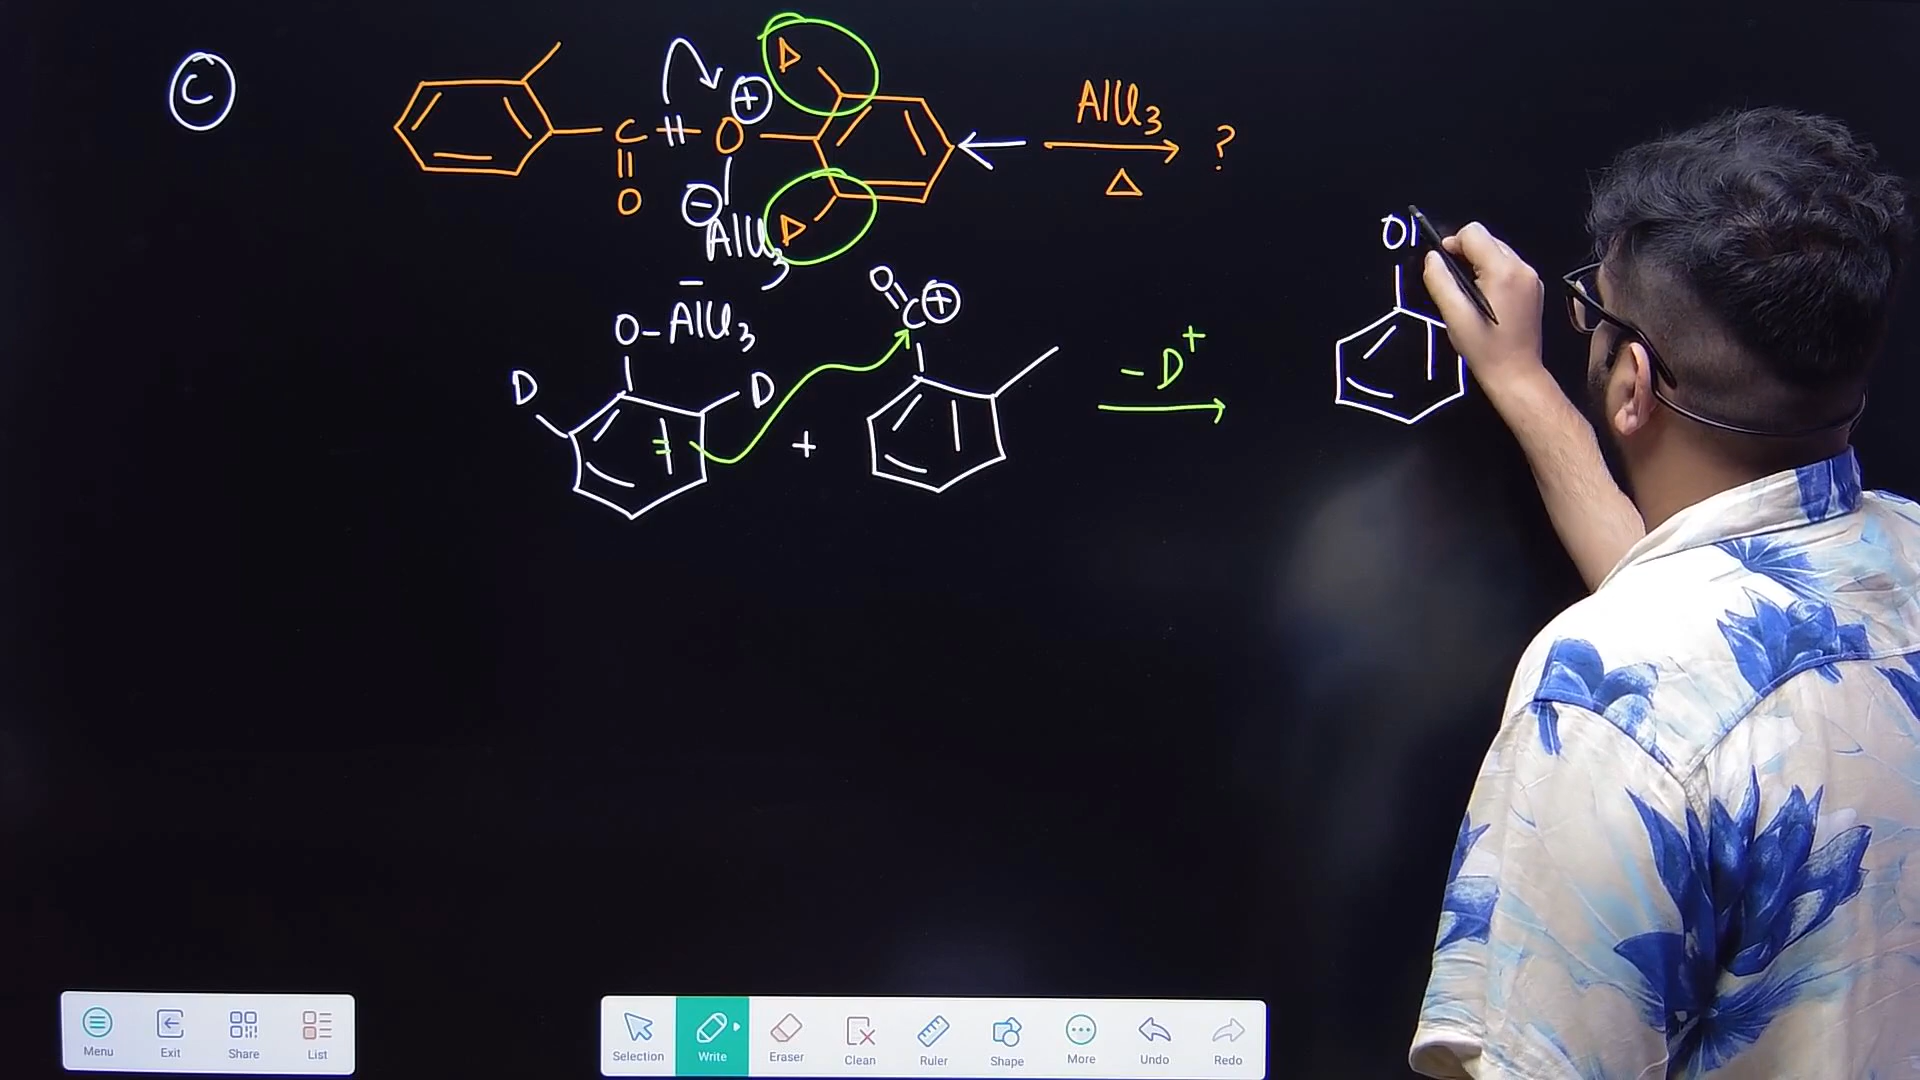 C
D
⊕
C O AlCl3 ?
O Δ
⊖
AlCl3
D
O
O-AlCl3 C ⊕
–
D D -D+
+
OH
Menu Exit Share List
Selection Write Eraser Clean Ruler Shape More Undo Redo